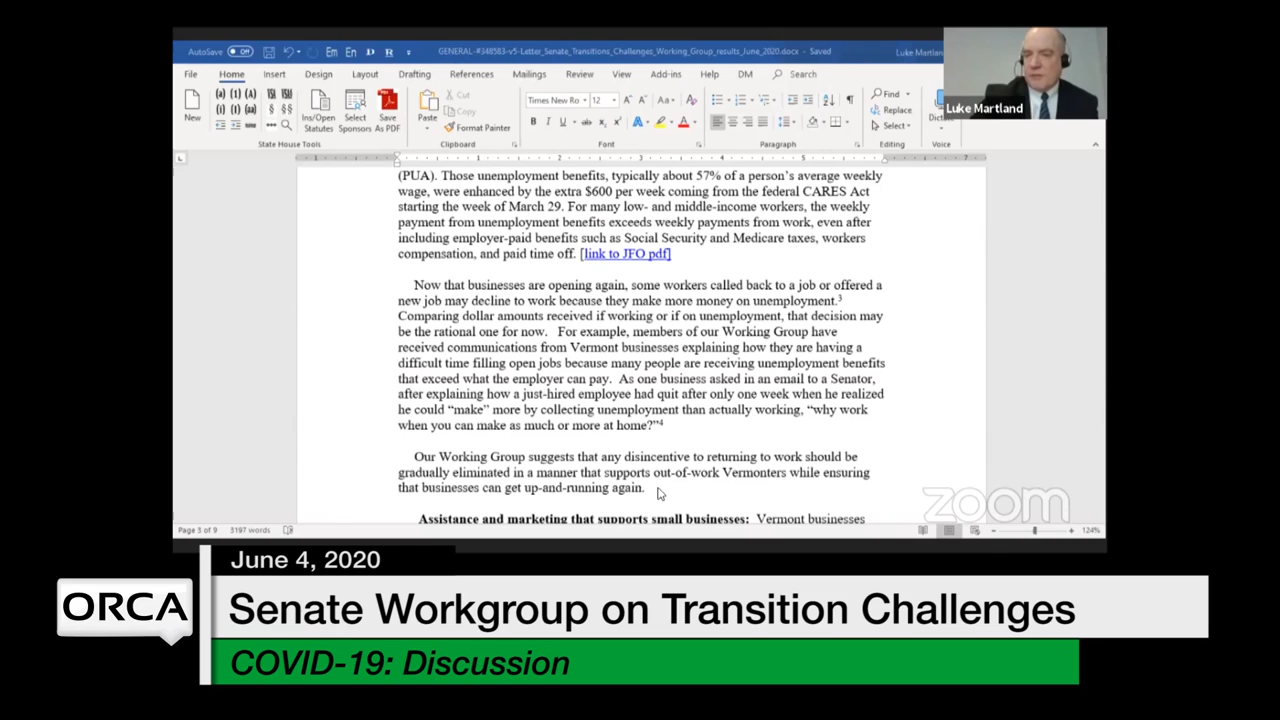 AutoSave Off
GENERAL-#348583-v5-Letter_Senate_Transitions_Challenges_Working_Group_results_June_2020.docx - Saved
Luke Martland
File Home Insert Design Layout Drafting References Mailings Review View Add-ins Help DM Search
New
Ins/Open Statutes
Select Sponsors
Save As PDF
State House Tools
Paste
Cut
Copy
Format Painter
Clipboard
Times New Ro 12
Font
Paragraph
Find
Replace
Select
Editing
Voice
Luke Martland
(PUA). Those unemployment benefits, typically about 57% of a person's average weekly
wage, were enhanced by the extra $600 per week coming from the federal CARES Act
starting the week of March 29. For many low- and middle-income workers, the weekly
payment from unemployment benefits exceeds weekly payments from work, even after
including employer-paid benefits such as Social Security and Medicare taxes, workers
compensation, and paid time off. [link to JFO pdf]
Now that businesses are opening again, some workers called back to a job or offered a
new job may decline to work because they make more money on unemployment.3
Comparing dollar amounts received if working or if on unemployment, that decision may
be the rational one for now. For example, members of our Working Group have
received communications from Vermont businesses explaining how they are having a
difficult time filling open jobs because many people are receiving unemployment benefits
that exceed what the employer can pay. As one business asked in an email to a Senator,
after explaining how a just-hired employee had quit after only one week when he realized
he could "make" more by collecting unemployment than actually working, "why work
when you can make as much or more at home?"4
Our Working Group suggests that any disincentive to returning to work should be
gradually eliminated in a manner that supports out-of-work Vermonters while ensuring
that businesses can get up-and-running again.
Assistance and marketing that supports small businesses: Vermont businesses
zoom
Page 3 of 9 3197 words
124%
June 4, 2020
ORCA
Senate Workgroup on Transition Challenges
COVID-19: Discussion